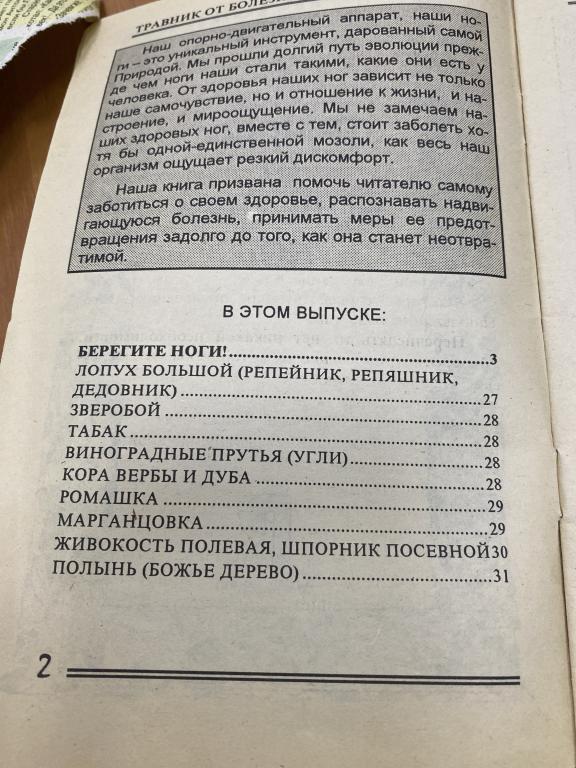 ТРАВНИК ОТ БОЛЕЗН
Наш опорно-двигательный аппарат, наши но-
ги – это уникальный инструмент, дарованный самой
Природой. Мы прошли долгий путь эволюции преж-
де чем ноги наши стали такими, какие они есть у
человека. От здоровья наших ног зависит не только
наше самочувствие, но и отношение к жизни, и на-
строение, и мироощущение. Мы не замечаем на-
ших здоровых ног, вместе с тем, стоит заболеть хо-
тя бы одной-единственной мозоли, как весь наш
организм ощущает резкий дискомфорт.
Наша книга призвана помочь читателю самому
заботиться о своем здоровье, распознавать надви-
гающуюся болезнь, принимать меры ее предот-
вращения задолго до того, как она станет неотвра-
тимой.
В ЭТОМ ВЫПУСКЕ:
БЕРЕГИТЕ НОГИ!..........................................3
ЛОПУХ БОЛЬШОЙ (РЕПЕЙНИК, РЕПЯШНИК,
ДЕДОВНИК)..........................................27
ЗВЕРОБОЙ..........................................28
ТАБАК..........................................28
ВИНОГРАДНЫЕ ПРУТЬЯ (УГЛИ)....................28
КОРА ВЕРБЫ И ДУБА..............................28
РОМАШКА..........................................29
МАРГАНЦОВКА....................................29
ЖИВОКОСТЬ ПОЛЕВАЯ, ШПОРНИК ПОСЕВНОЙ30
ПОЛЫНЬ (БОЖЬЕ ДЕРЕВО)..........................31
2